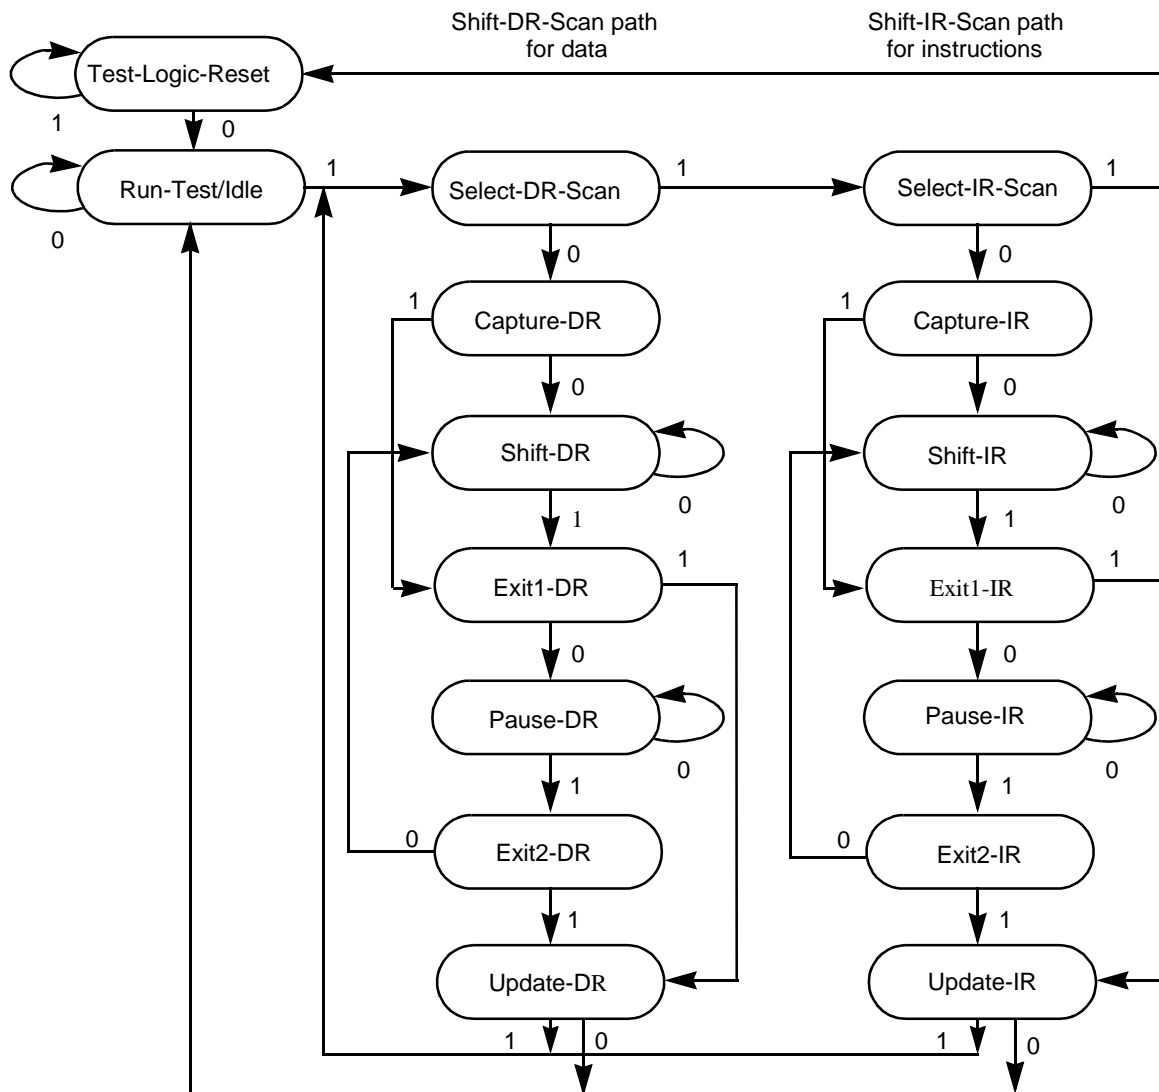 Shift-DR-Scan path
for data
Shift-IR-Scan path
for instructions
Test-Logic-Reset
1
0
Run-Test/Idle
1
Select-DR-Scan
1
Select-IR-Scan
1
0
0
0
1
Capture-DR
1
Capture-IR
0
0
Shift-DR
Shift-IR
0
0
1
1
Exit1-DR
1
Exit1-IR
1
0
0
Pause-DR
Pause-IR
0
0
1
1
0
Exit2-DR
0
Exit2-IR
1
1
Update-DR
Update-IR
1
0
1
0